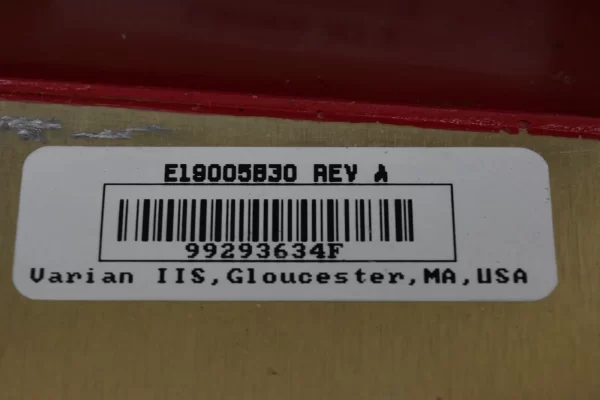 E19005830 REV A
99293634F
Varian IIS,Gloucester,MA,USA